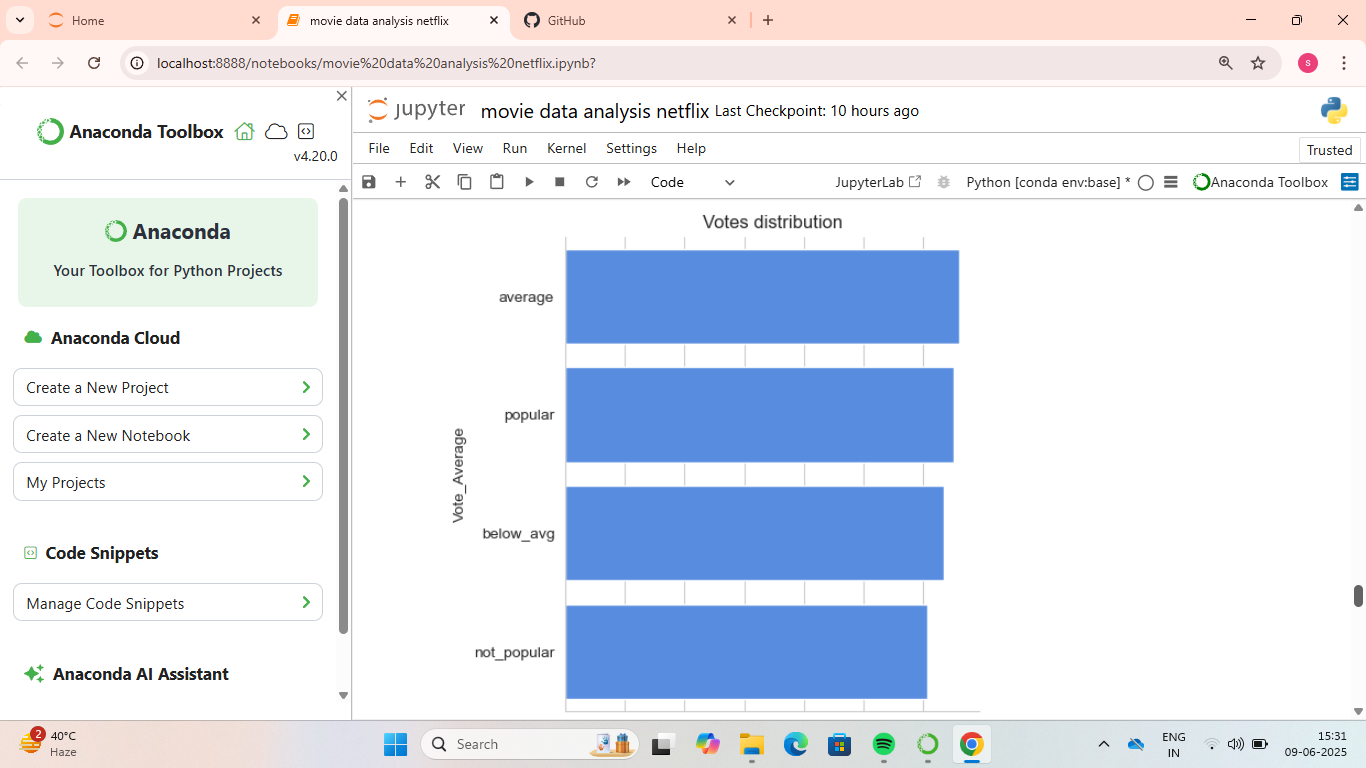 Home
movie data analysis netflix
GitHub
localhost:8888/notebooks/movie%20data%20analysis%20netflix.ipynb?
s
Anaconda Toolbox
v4.20.0
Anaconda
Your Toolbox for Python Projects
Anaconda Cloud
Create a New Project
Create a New Notebook
My Projects
Code Snippets
Manage Code Snippets
Anaconda AI Assistant
jupyter movie data analysis netflix Last Checkpoint: 10 hours ago
File Edit View Run Kernel Settings Help
Trusted
Code
JupyterLab
Python [conda env:base] *
Anaconda Toolbox
Votes distribution
average
popular
Vote_Average
below_avg
not_popular
2
40°C
Haze
Search
ENG
IN
15:31
09-06-2025